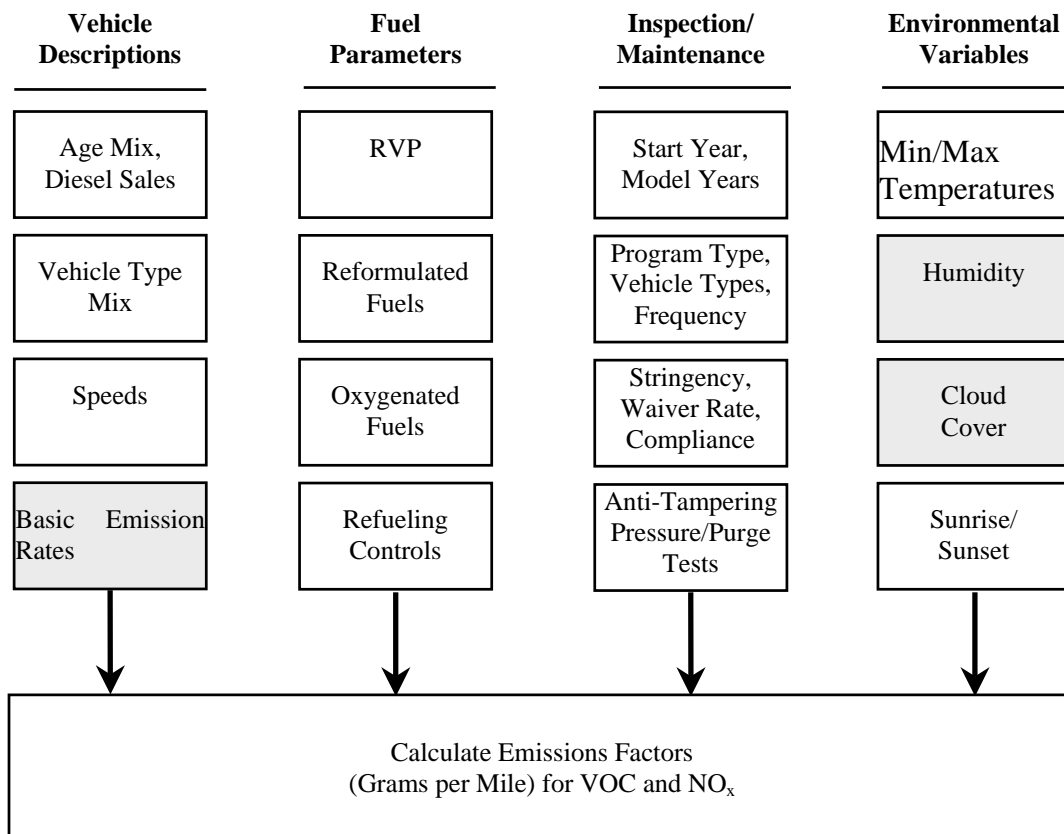 Vehicle
Descriptions
Fuel
Parameters
Inspection/
Maintenance
Environmental
Variables
Age Mix,
Diesel Sales
RVP
Start Year,
Model Years
Min/Max
Temperatures
Vehicle Type
Mix
Reformulated
Fuels
Program Type,
Vehicle Types,
Frequency
Humidity
Speeds
Oxygenated
Fuels
Stringency,
Waiver Rate,
Compliance
Cloud
Cover
Basic Emission
Rates
Refueling
Controls
Anti-Tampering
Pressure/Purge
Tests
Sunrise/
Sunset
Calculate Emissions Factors
(Grams per Mile) for VOC and NOx